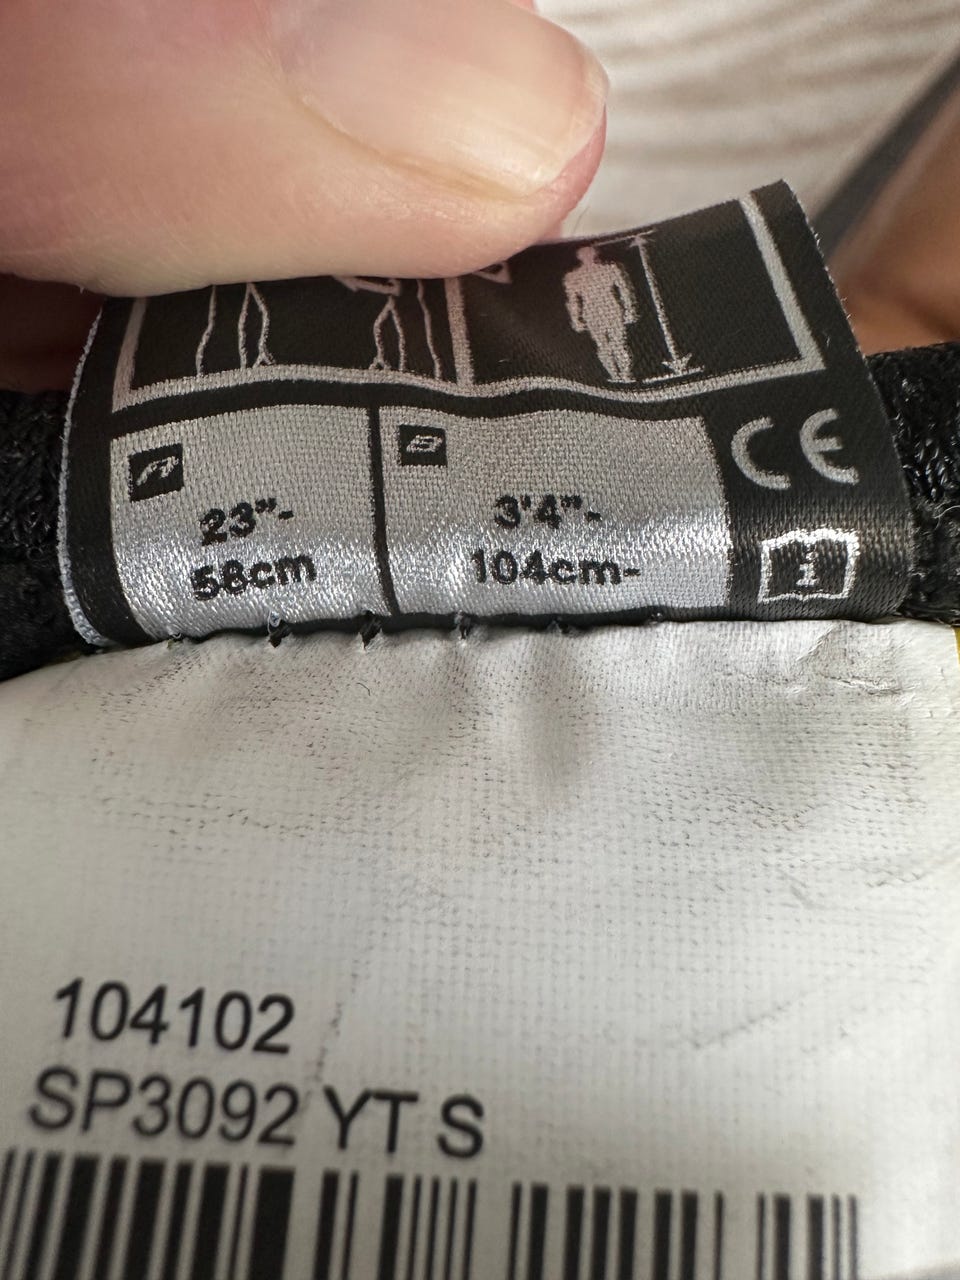 A
23"-
58cm
B
3'4"-
104cm-
CE
i
104102
SP3092 YT S